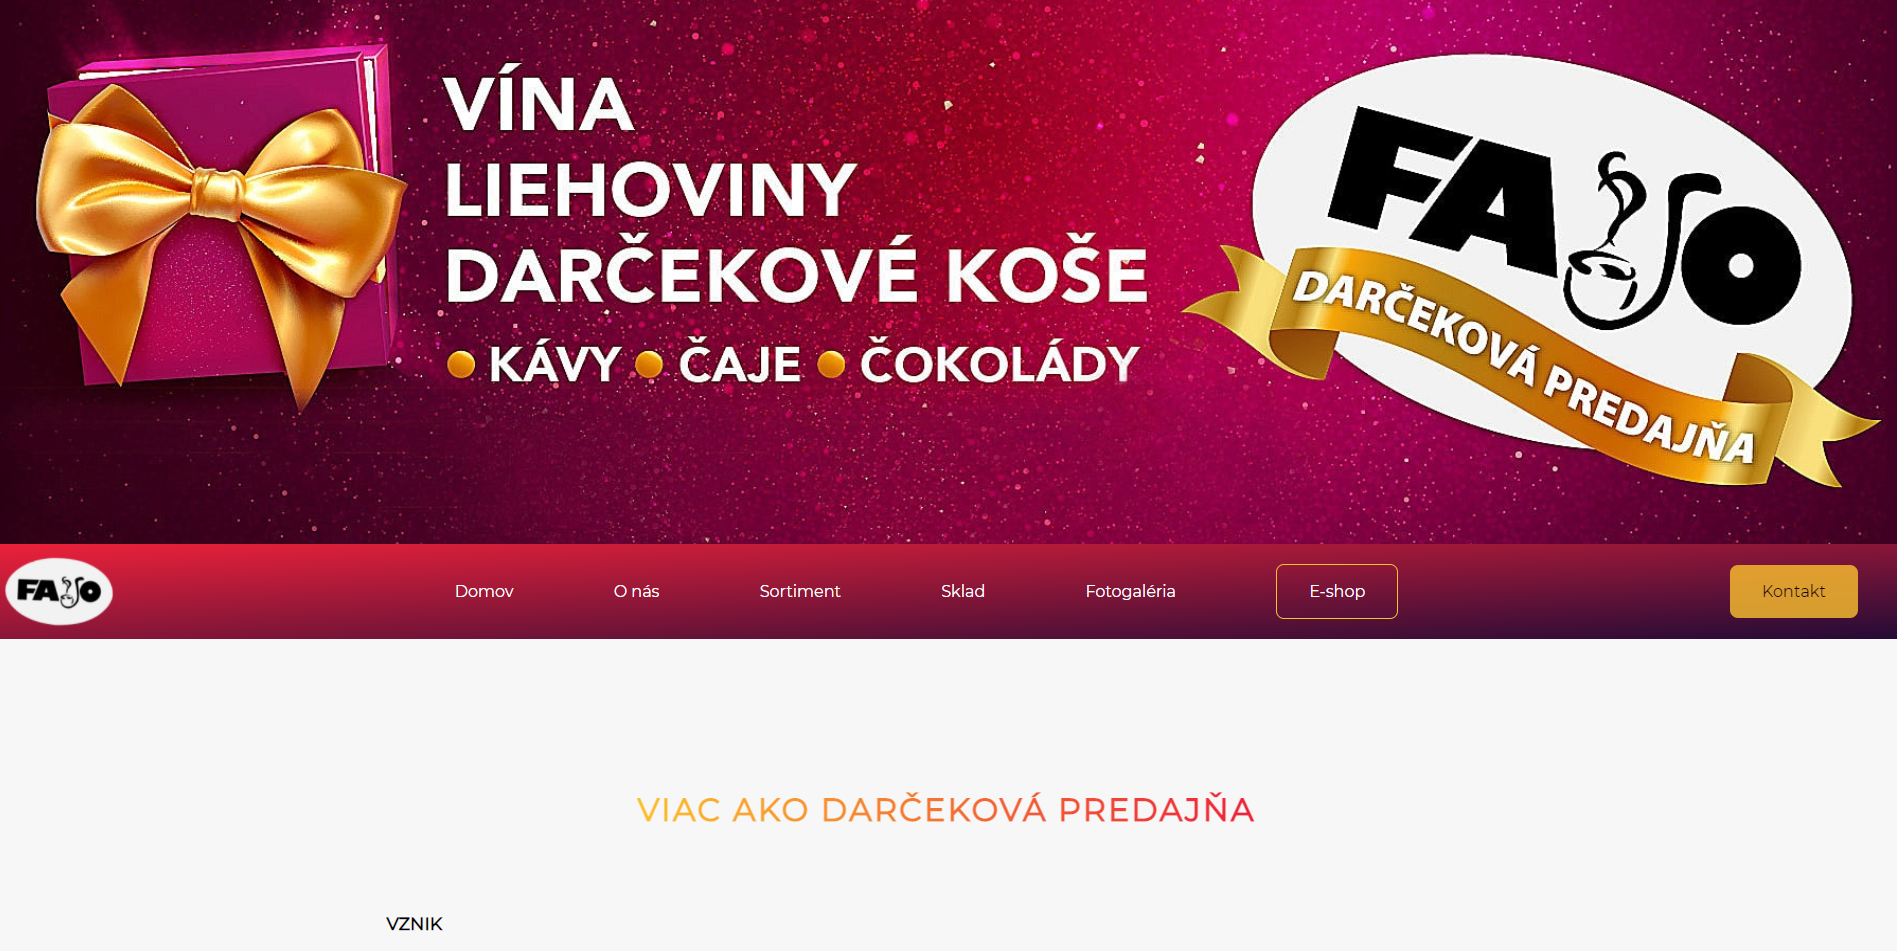 VÍNA
LIEHOVINY
DARČEKOVÉ KOŠE
KÁVY ČAJE ČOKOLÁDY
FAJO
DARČEKOVÁ PREDAJŇA
FAJO
Domov O nás Sortiment Sklad Fotogaléria E-shop Kontakt
VIAC AKO DARČEKOVÁ PREDAJŇA
VZNIK